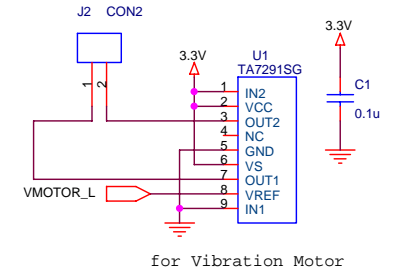 J2 CON2
3.3V
3.3V
U1
TA7291SG
1 2
1 IN2
2 VCC
3 OUT2
4 NC
5 GND
6 VS
7 OUT1
8 VREF
9 IN1
C1
0.1u
VMOTOR_L
for Vibration Motor